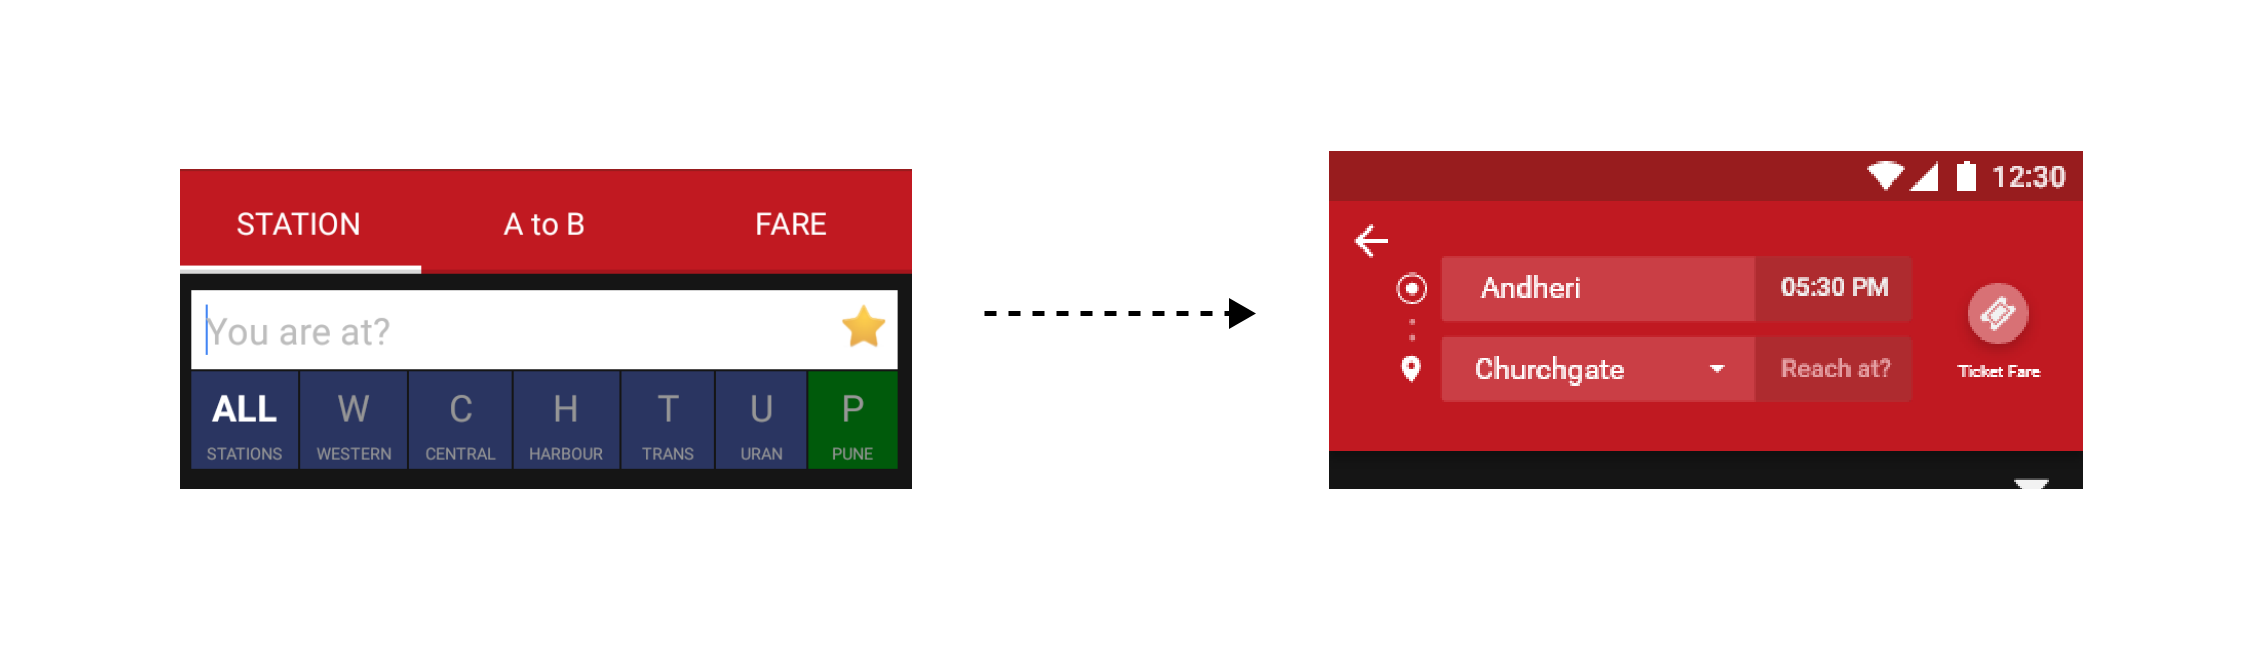 STATION A to B FARE
You are at?
ALL W C H T U P
STATIONS WESTERN CENTRAL HARBOUR TRANS URAN PUNE
12:30
Andheri 05:30 PM
Churchgate Reach at?
Ticket Fare